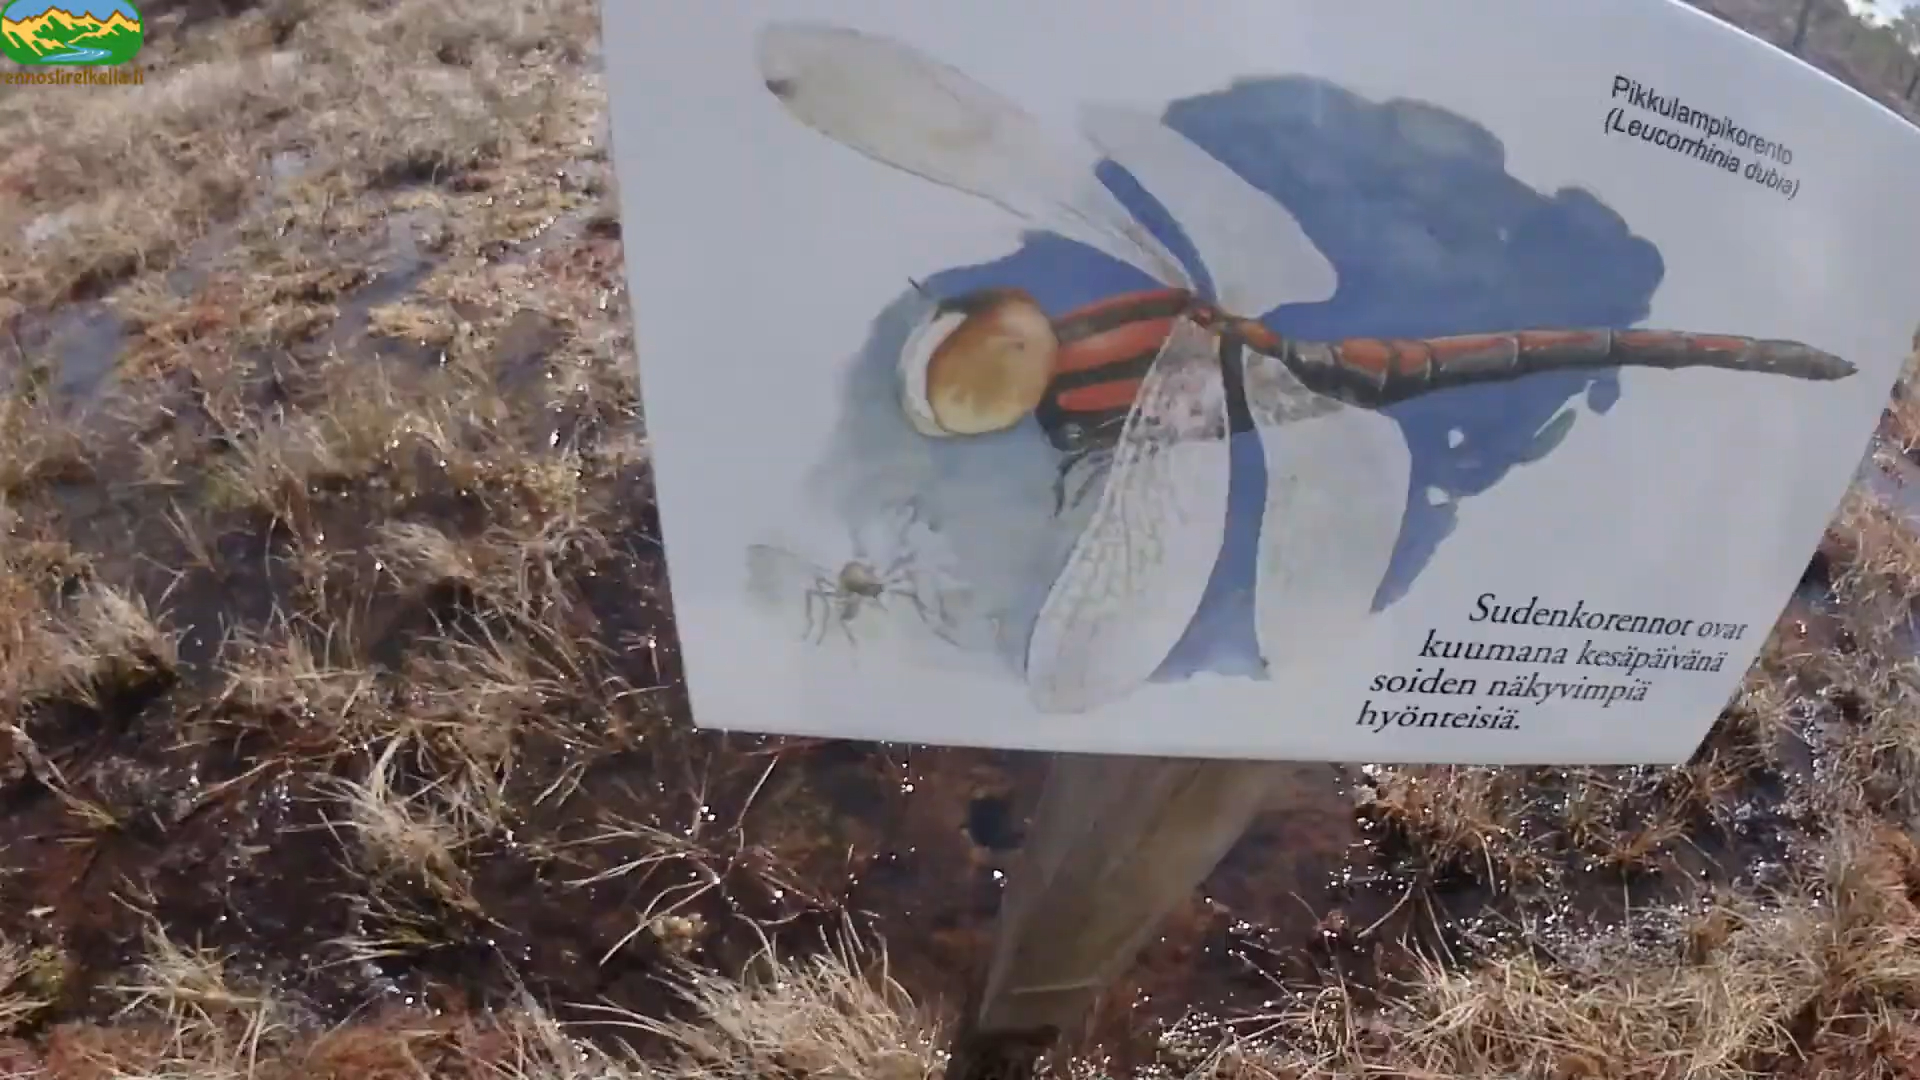 Pikkulampikorento
(Leucorrhinia dubia)
Sudenkorennot ovat
kuumana kesäpäivänä
soiden näkyvimpiä
hyönteisiä.